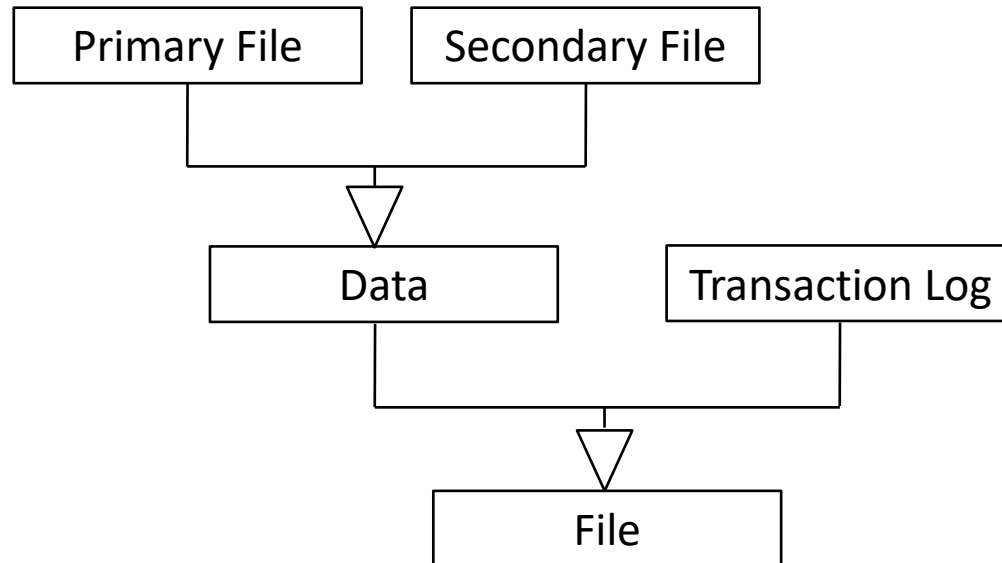 Primary File
Secondary File
Data
Transaction Log
File